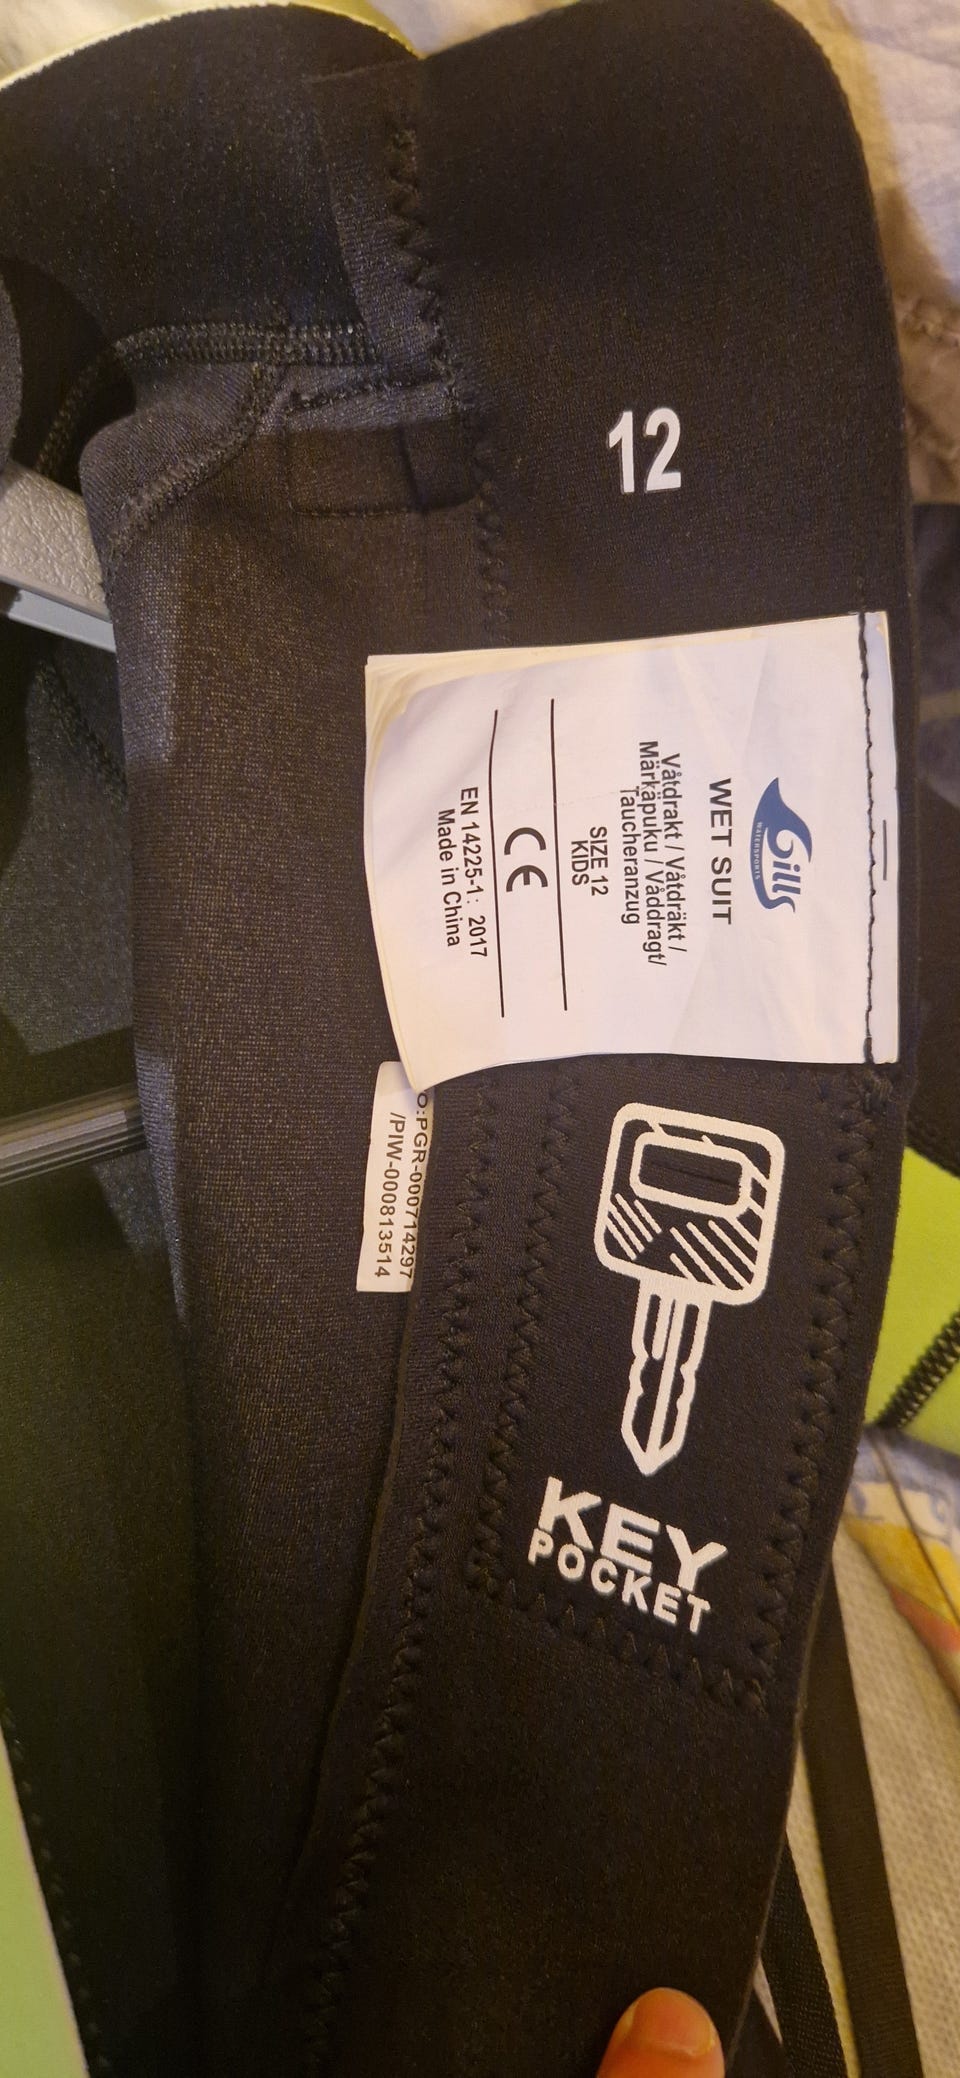 12
Gills
WATERSPORTS
WET SUIT
Våtdrakt / Våtdräkt /
Märkäpuku / Våddragt/
Taucheranzug
SIZE 12
KIDS
CE
EN 14225-1: 2017
Made in China
O:PGR-000714297
/PIW-000813514
KEY
POCKET